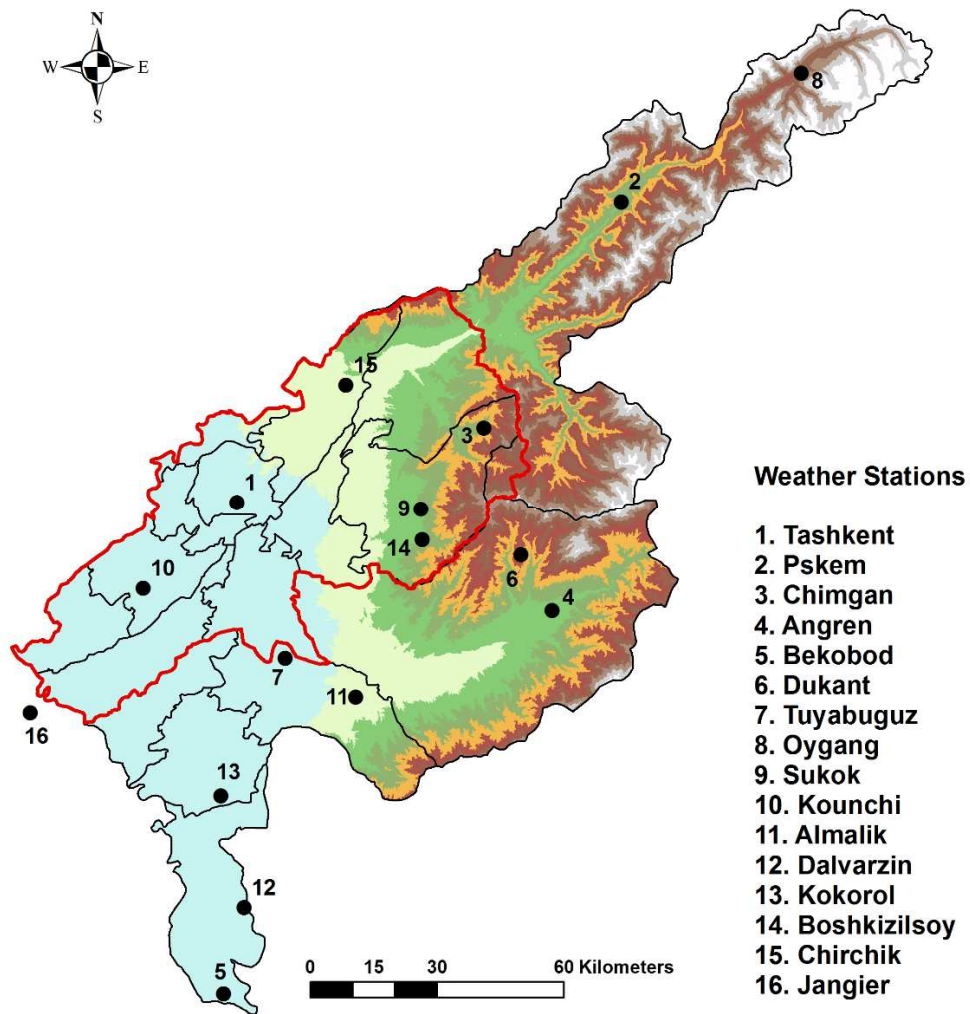 N
W E
S
8
2
15
3
1
9
14
10
6
4
7
11
16
13
12
5
0 15 30 60 Kilometers
Weather Stations
1. Tashkent
2. Pskem
3. Chimgan
4. Angren
5. Bekobod
6. Dukant
7. Tuyabuguz
8. Oygang
9. Sukok
10. Kounchi
11. Almalik
12. Dalvarzin
13. Kokorol
14. Boshkizilsoy
15. Chirchik
16. Jangier